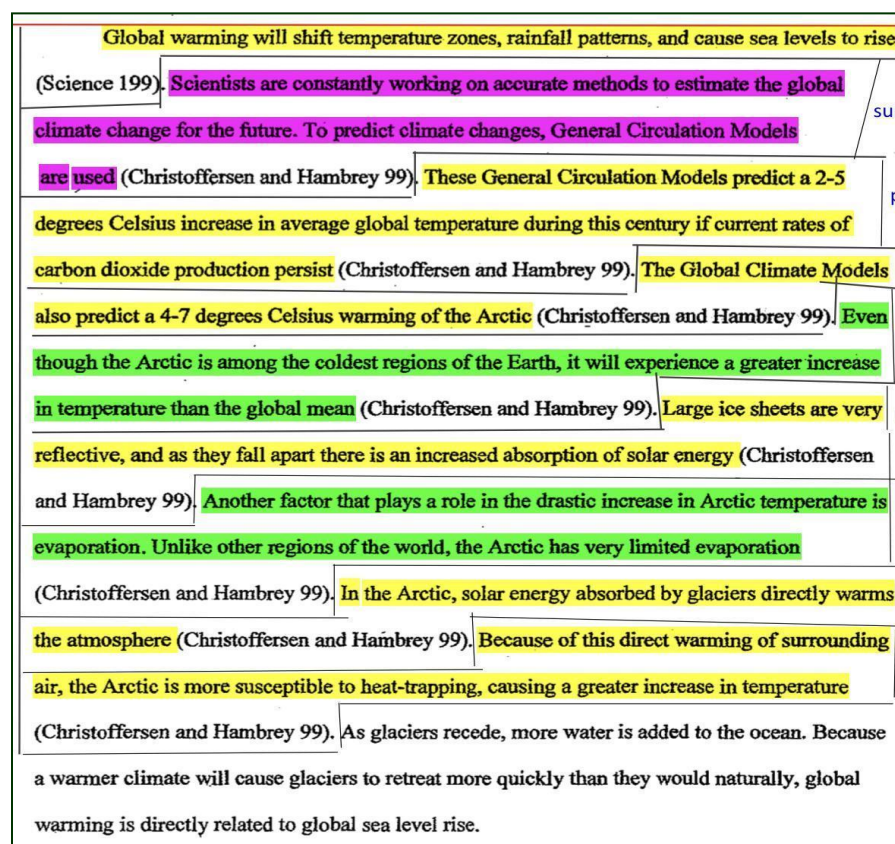 Global warming will shift temperature zones, rainfall patterns, and cause sea levels to rise
(Science 199). Scientists are constantly working on accurate methods to estimate the global
su
climate change for the future. To predict climate changes, General Circulation Models
are used (Christoffersen and Hambrey 99). These General Circulation Models predict a 2-5
p
degrees Celsius increase in average global temperature during this century if current rates of
carbon dioxide production persist (Christoffersen and Hambrey 99). The Global Climate Models
also predict a 4-7 degrees Celsius warming of the Arctic (Christoffersen and Hambrey 99). Even
though the Arctic is among the coldest regions of the Earth, it will experience a greater increase
in temperature than the global mean (Christoffersen and Hambrey 99). Large ice sheets are very
reflective, and as they fall apart there is an increased absorption of solar energy (Christoffersen
and Hambrey 99). Another factor that plays a role in the drastic increase in Arctic temperature is
evaporation. Unlike other regions of the world, the Arctic has very limited evaporation
(Christoffersen and Hambrey 99). In the Arctic, solar energy absorbed by glaciers directly warms
the atmosphere (Christoffersen and Hambrey 99). Because of this direct warming of surrounding
air, the Arctic is more susceptible to heat-trapping, causing a greater increase in temperature
(Christoffersen and Hambrey 99). As glaciers recede, more water is added to the ocean. Because
a warmer climate will cause glaciers to retreat more quickly than they would naturally, global
warming is directly related to global sea level rise.